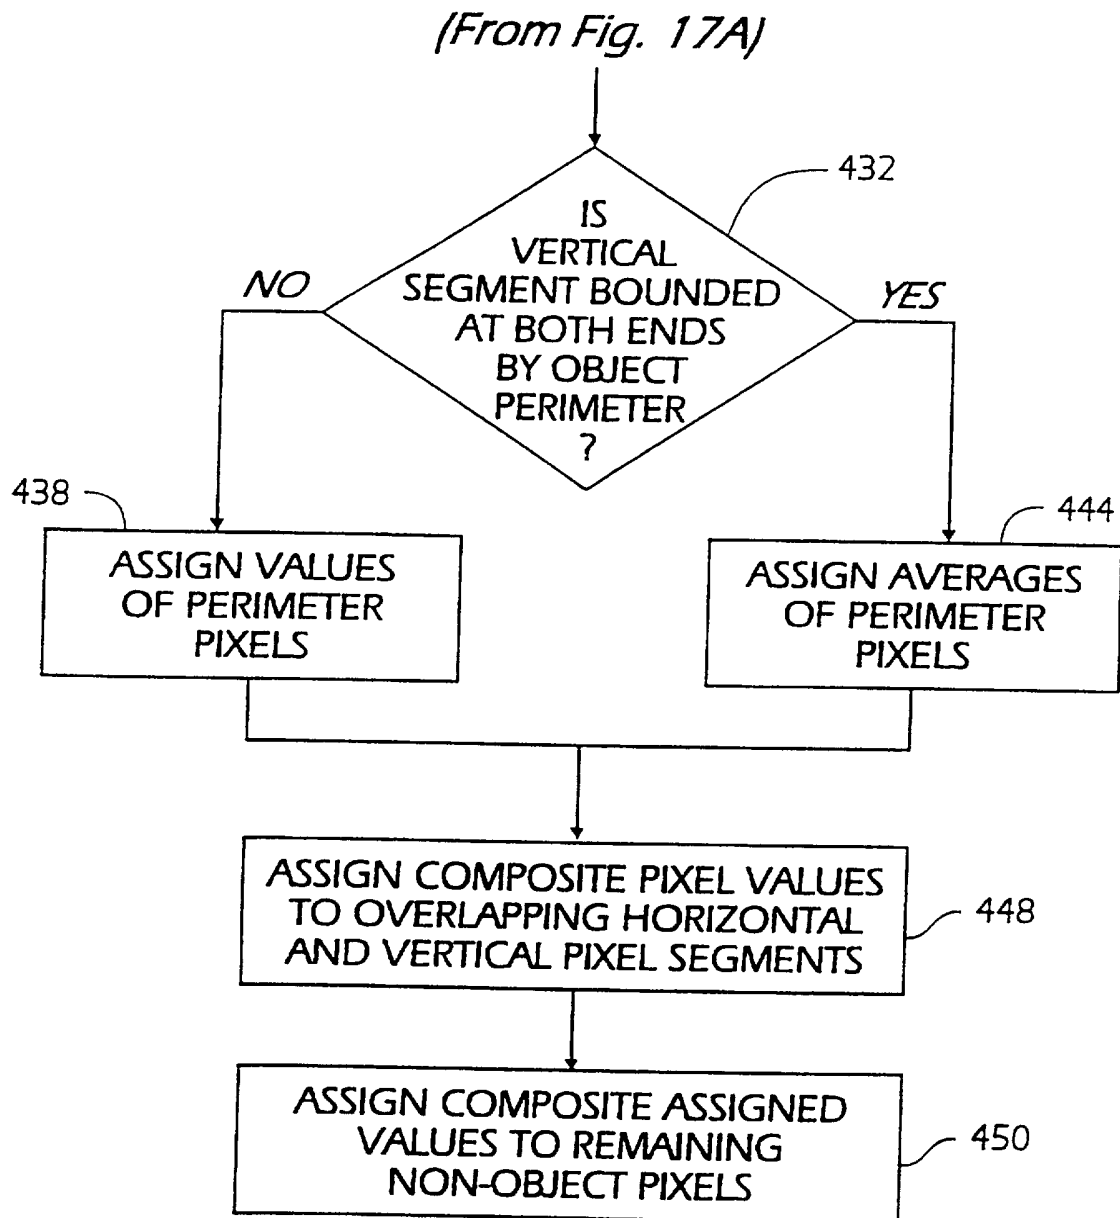 (From Fig. 17A)
432
IS
VERTICAL
SEGMENT BOUNDED
AT BOTH ENDS
BY OBJECT
PERIMETER
?
NO
YES
438
ASSIGN VALUES
OF PERIMETER
PIXELS
444
ASSIGN AVERAGES
OF PERIMETER
PIXELS
ASSIGN COMPOSITE PIXEL VALUES
TO OVERLAPPING HORIZONTAL
AND VERTICAL PIXEL SEGMENTS
448
ASSIGN COMPOSITE ASSIGNED
VALUES TO REMAINING
NON-OBJECT PIXELS
450